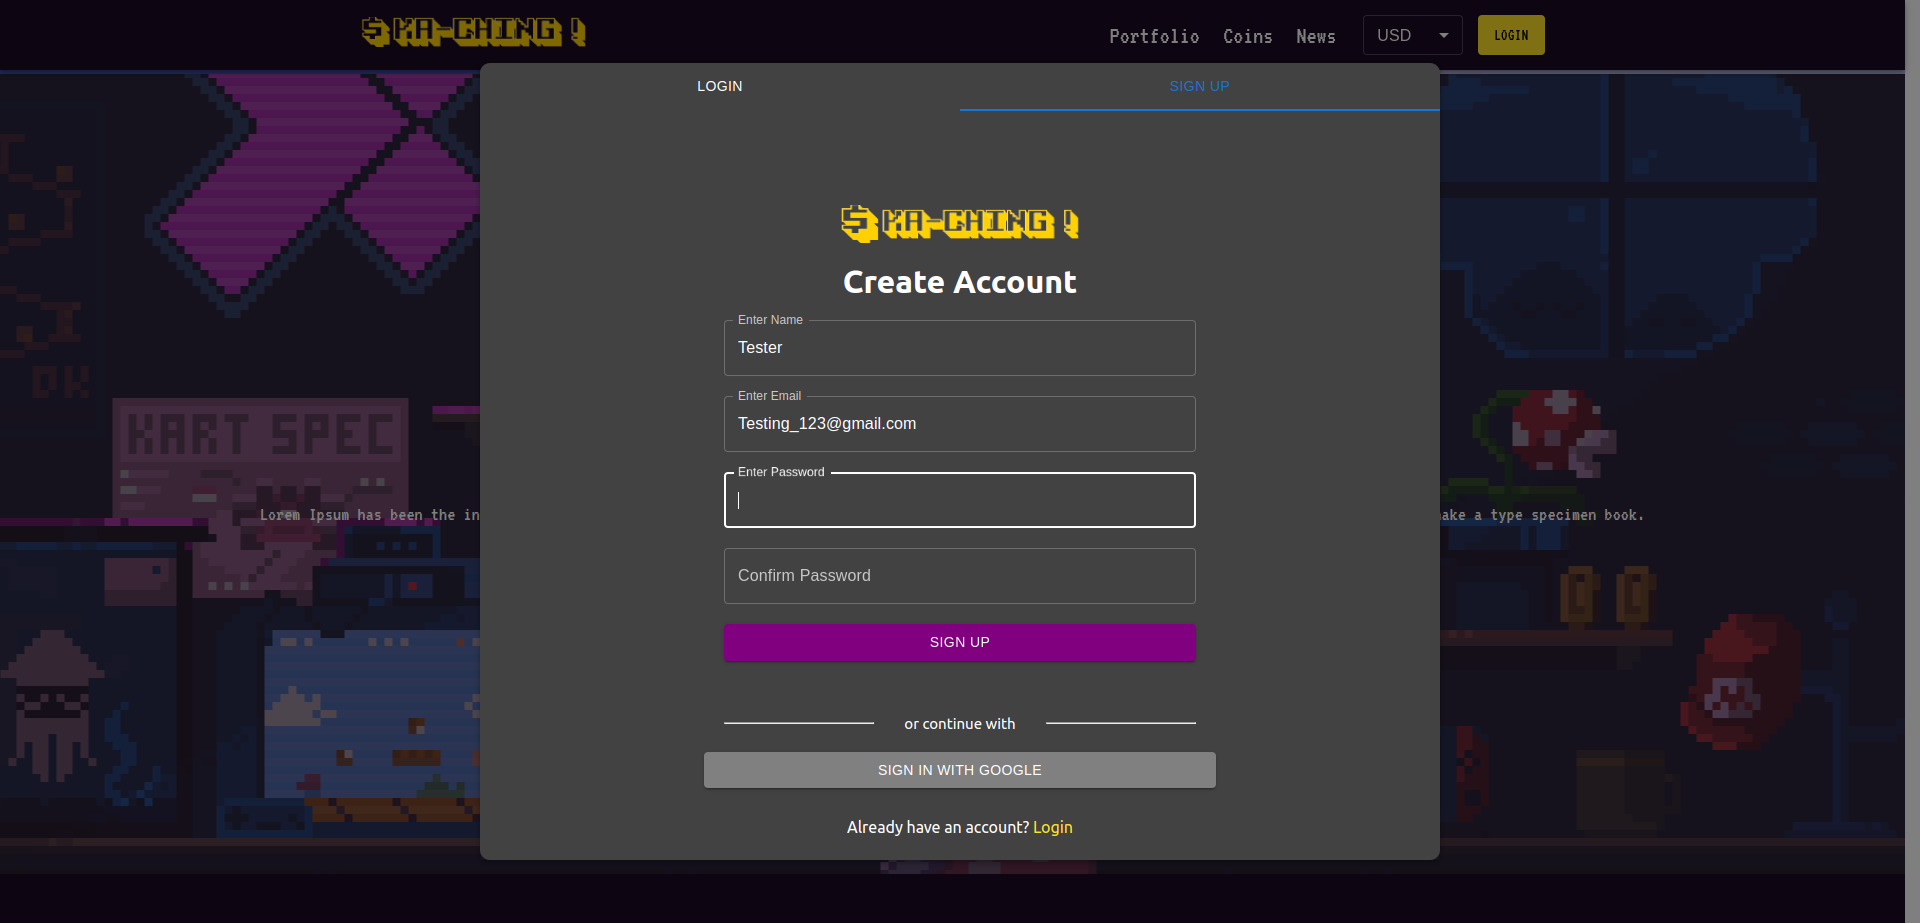 $ KA-CHING !
Portfolio
Coins
News
USD
LOGIN
LOGIN
SIGN UP
$ KA-CHING !
Create Account
Enter Name
Tester
Enter Email
Testing_123@gmail.com
Enter Password
Confirm Password
SIGN UP
or continue with
SIGN IN WITH GOOGLE
Already have an account? Login
DK
KART SPEC
Lorem Ipsum has been the in
ake a type specimen book.